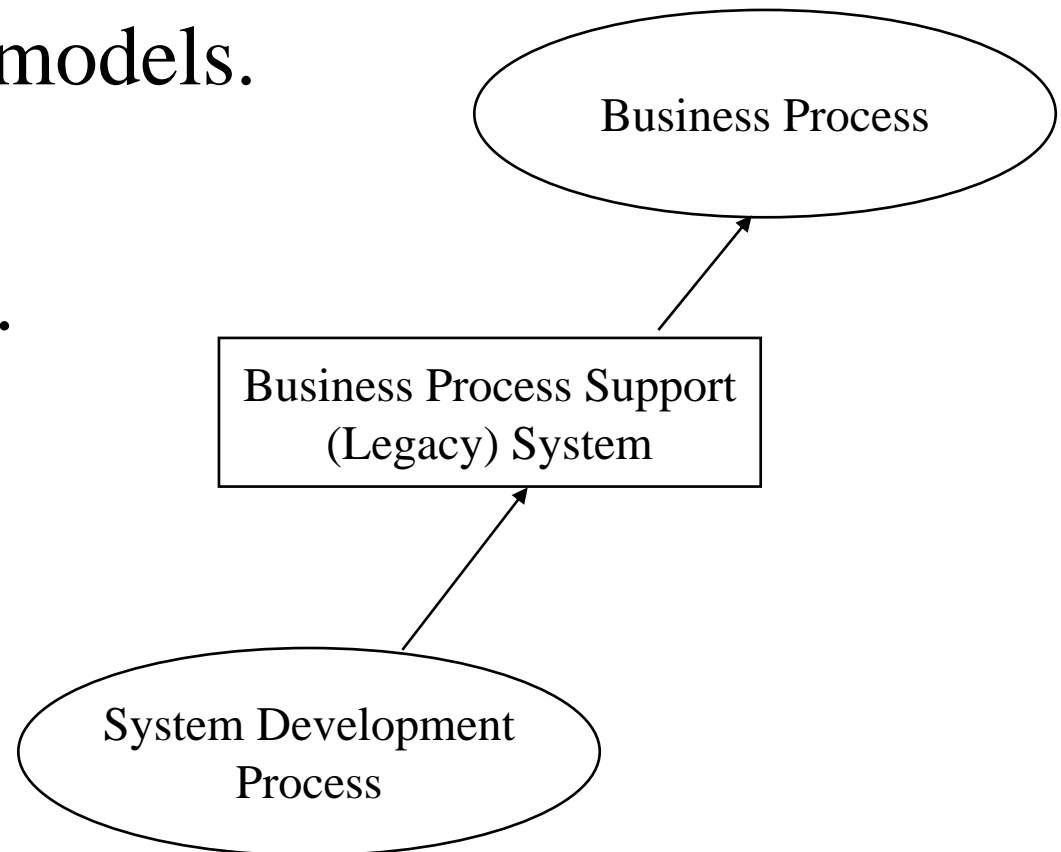 models.
Business Process
.
Business Process Support
(Legacy) System
System Development
Process